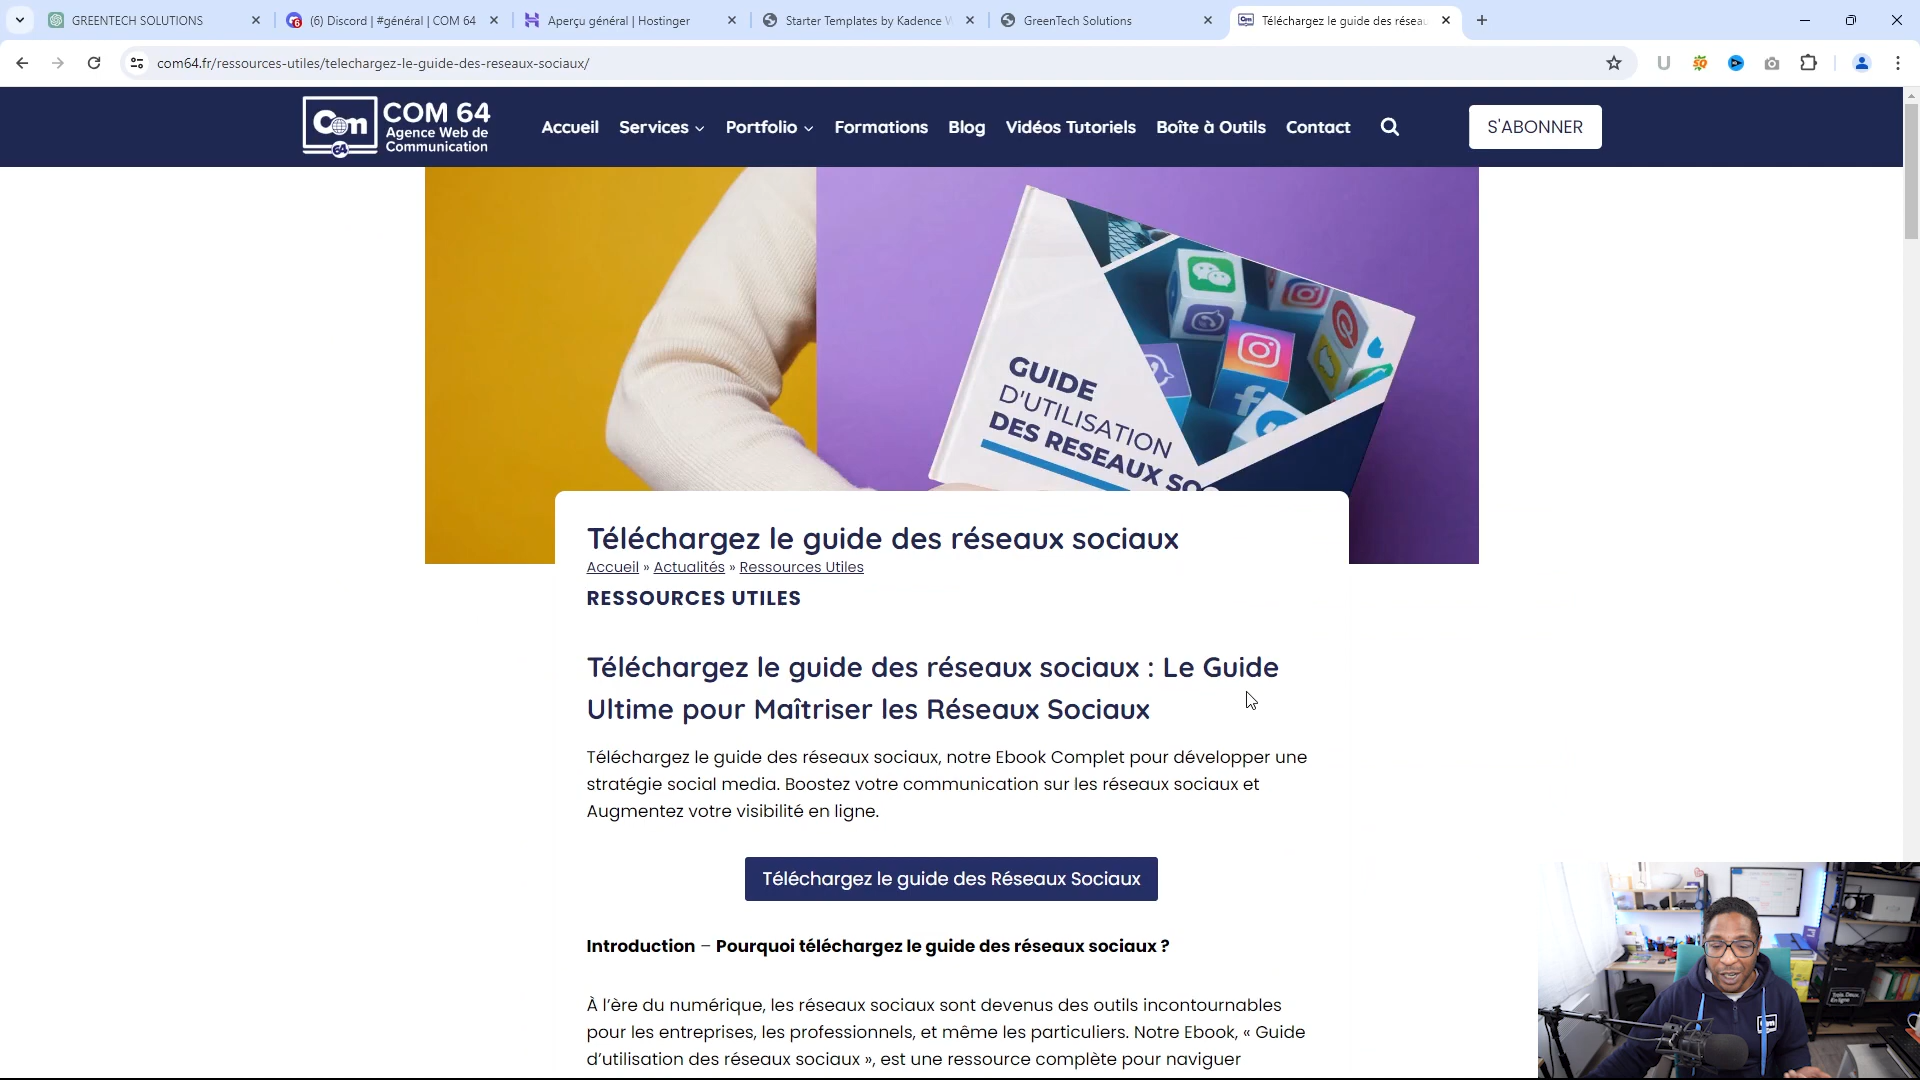 GREENTECH SOLUTIONS
(6) Discord | #général | COM 64
Aperçu général | Hostinger
Starter Templates by Kadence W
GreenTech Solutions
Téléchargez le guide des résea
com64.fr/ressources-utiles/telechargez-le-guide-des-reseaux-sociaux/
Com
64
COM 64
Agence Web de
Communication
Accueil
Services
Portfolio
Formations
Blog
Vidéos Tutoriels
Boîte à Outils
Contact
S'ABONNER
GUIDE
D'UTILISATION
DES RESEAUX SO
Téléchargez le guide des réseaux sociaux
Accueil » Actualités » Ressources Utiles
RESSOURCES UTILES
Téléchargez le guide des réseaux sociaux : Le Guide
Ultime pour Maîtriser les Réseaux Sociaux
Téléchargez le guide des réseaux sociaux, notre Ebook Complet pour développer une
stratégie social media. Boostez votre communication sur les réseaux sociaux et
Augmentez votre visibilité en ligne.
Téléchargez le guide des Réseaux Sociaux
Introduction – Pourquoi téléchargez le guide des réseaux sociaux ?
À l'ère du numérique, les réseaux sociaux sont devenus des outils incontournables
pour les entreprises, les professionnels, et même les particuliers. Notre Ebook, « Guide
d'utilisation des réseaux sociaux », est une ressource complète pour naviguer